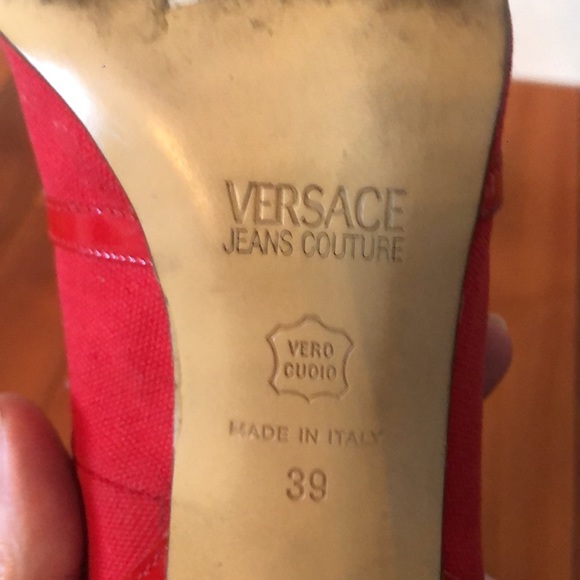 VERSACE
JEANS COUTURE
VERO
CUOIO
MADE IN ITALY
39